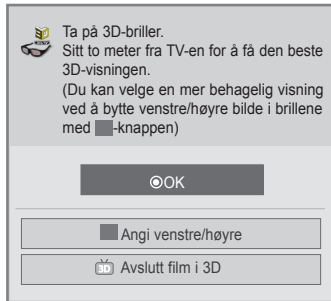 Ta på 3D-briller.
Sitt to meter fra TV-en for å få den beste
3D-visningen.
(Du kan velge en mer behagelig visning
ved å bytte venstre/høyre bilde i brillene
med -knappen)
OK
Angi venstre/høyre
3D Avslutt film i 3D